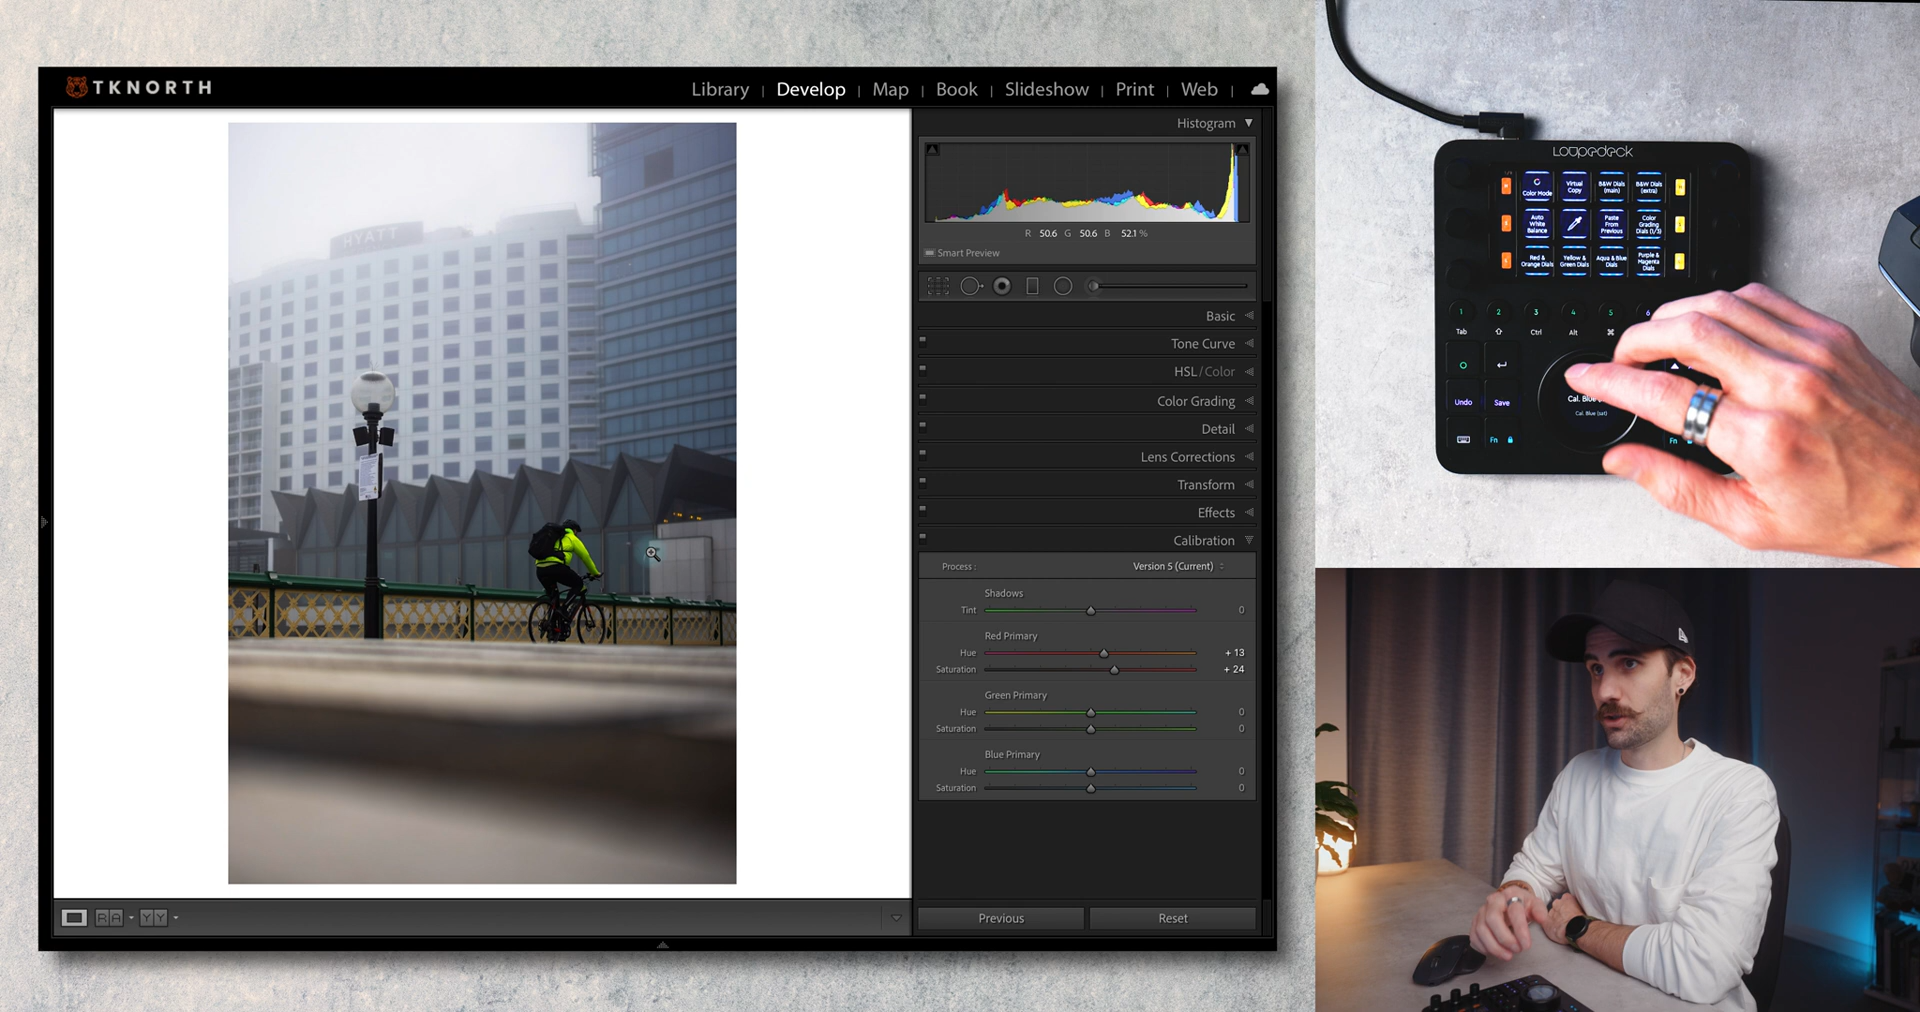 TKNORTH
Library | Develop | Map | Book | Slideshow | Print | Web |
Histogram
R 50.6 G 50.6 B 52.1 %
Smart Preview
Basic
Tone Curve
HSL / Color
Color Grading
Detail
Lens Corrections
Transform
Effects
Calibration
Process : Version 5 (Current)
Shadows
Tint 0
Red Primary
Hue + 13
Saturation + 24
Green Primary
Hue 0
Saturation 0
Blue Primary
Hue 0
Saturation 0
Previous Reset
R A Y Y
HYATT
Loupedeck
Color Mode
Virtual Copy
B&W Dials (main)
B&W Dials (extra)
Auto White Balance
Paste From Previous
Color Grading Dials (1/3)
Red & Orange Dials
Yellow & Green Dials
Aqua & Blue Dials
Purple & Magenta Dials
1 2 3 4 5 6
Tab Ctrl Alt ⌘
Undo Save
Cal. Blu
Cal. Blue (sat)
Fn Fn